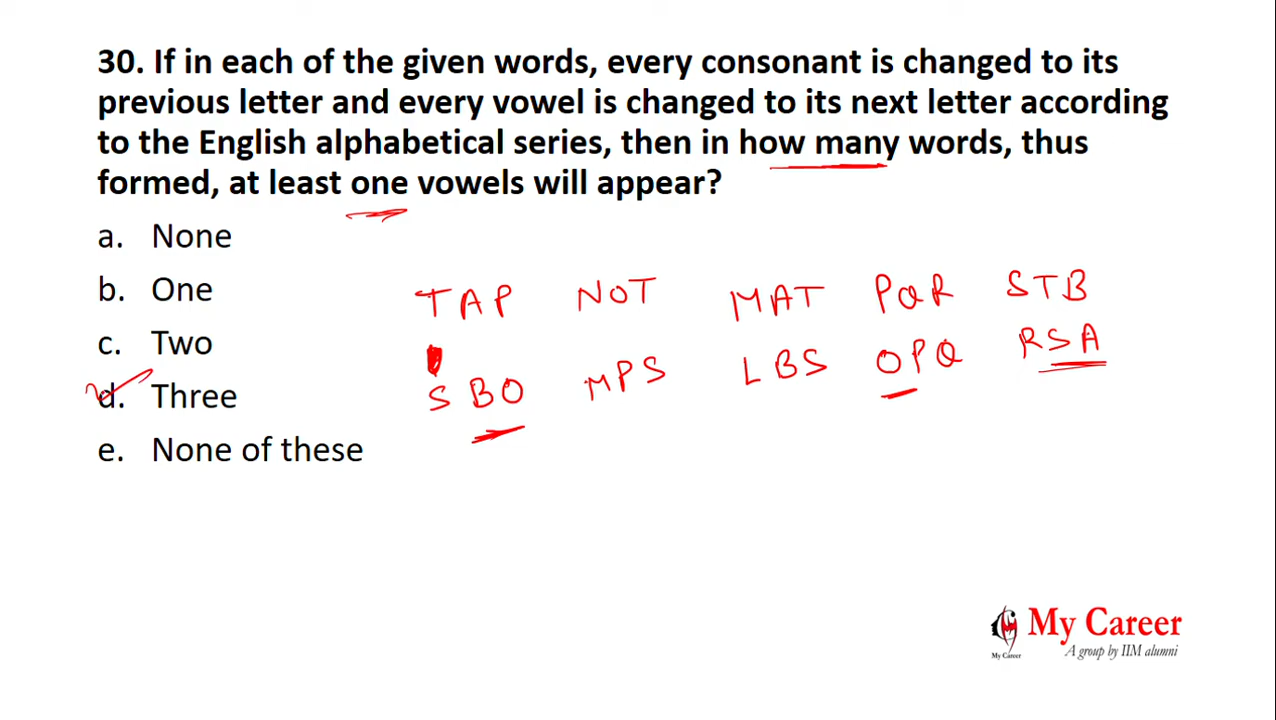 30. If in each of the given words, every consonant is changed to its
previous letter and every vowel is changed to its next letter according
to the English alphabetical series, then in how many words, thus
formed, at least one vowels will appear?
a. None
b. One
c. Two
d. Three
e. None of these
TAP NOT MAT PQR STB
SBO MPS LBS OPQ RSA
My Career
A group by IIM alumni
My Career